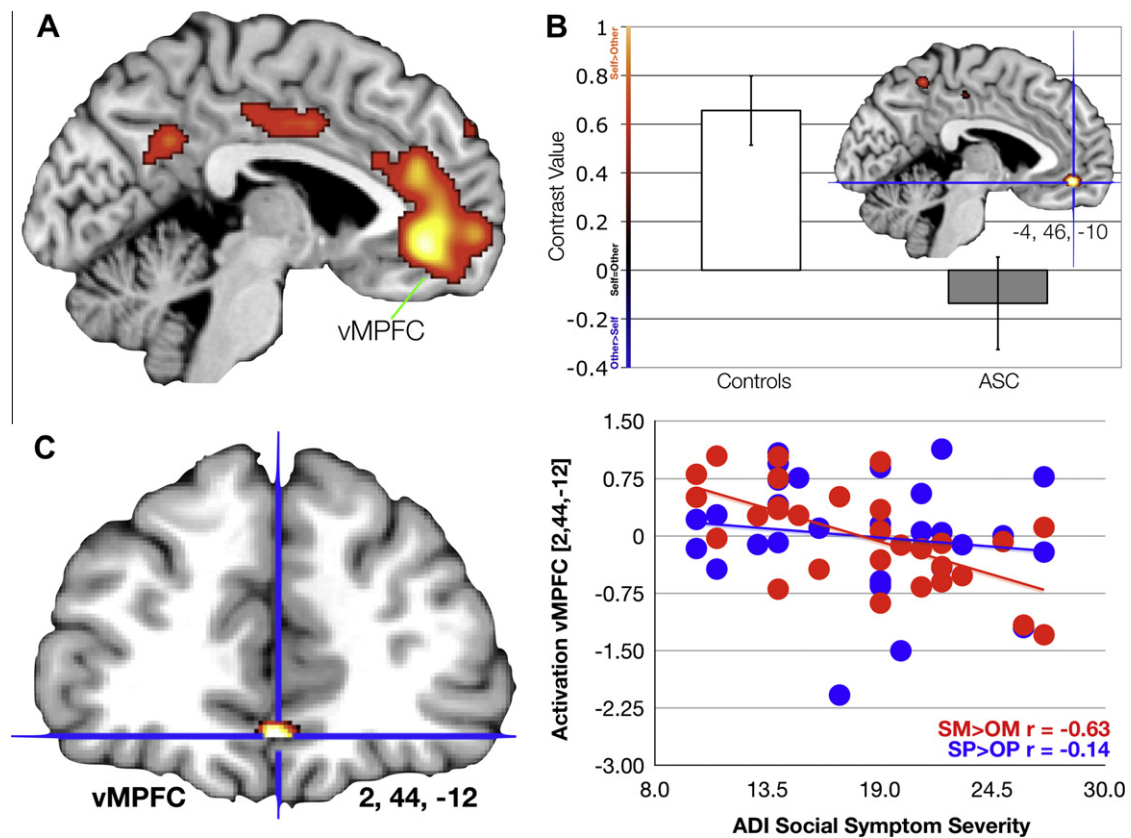 A
vMPFC
B
Self>Other
Self=Other
Other>Self
Contrast Value
1
0.8
0.6
0.4
0.2
0
-0.2
-0.4
-4, 46, -10
Controls
ASC
C
vMPFC
2, 44, -12
Activation vMPFC [2,44,-12]
1.50
0.75
0
-0.75
-1.50
-2.25
-3.00
SM>OM r = -0.63
SP>OP r = -0.14
8.0
13.5
19.0
24.5
30.0
ADI Social Symptom Severity